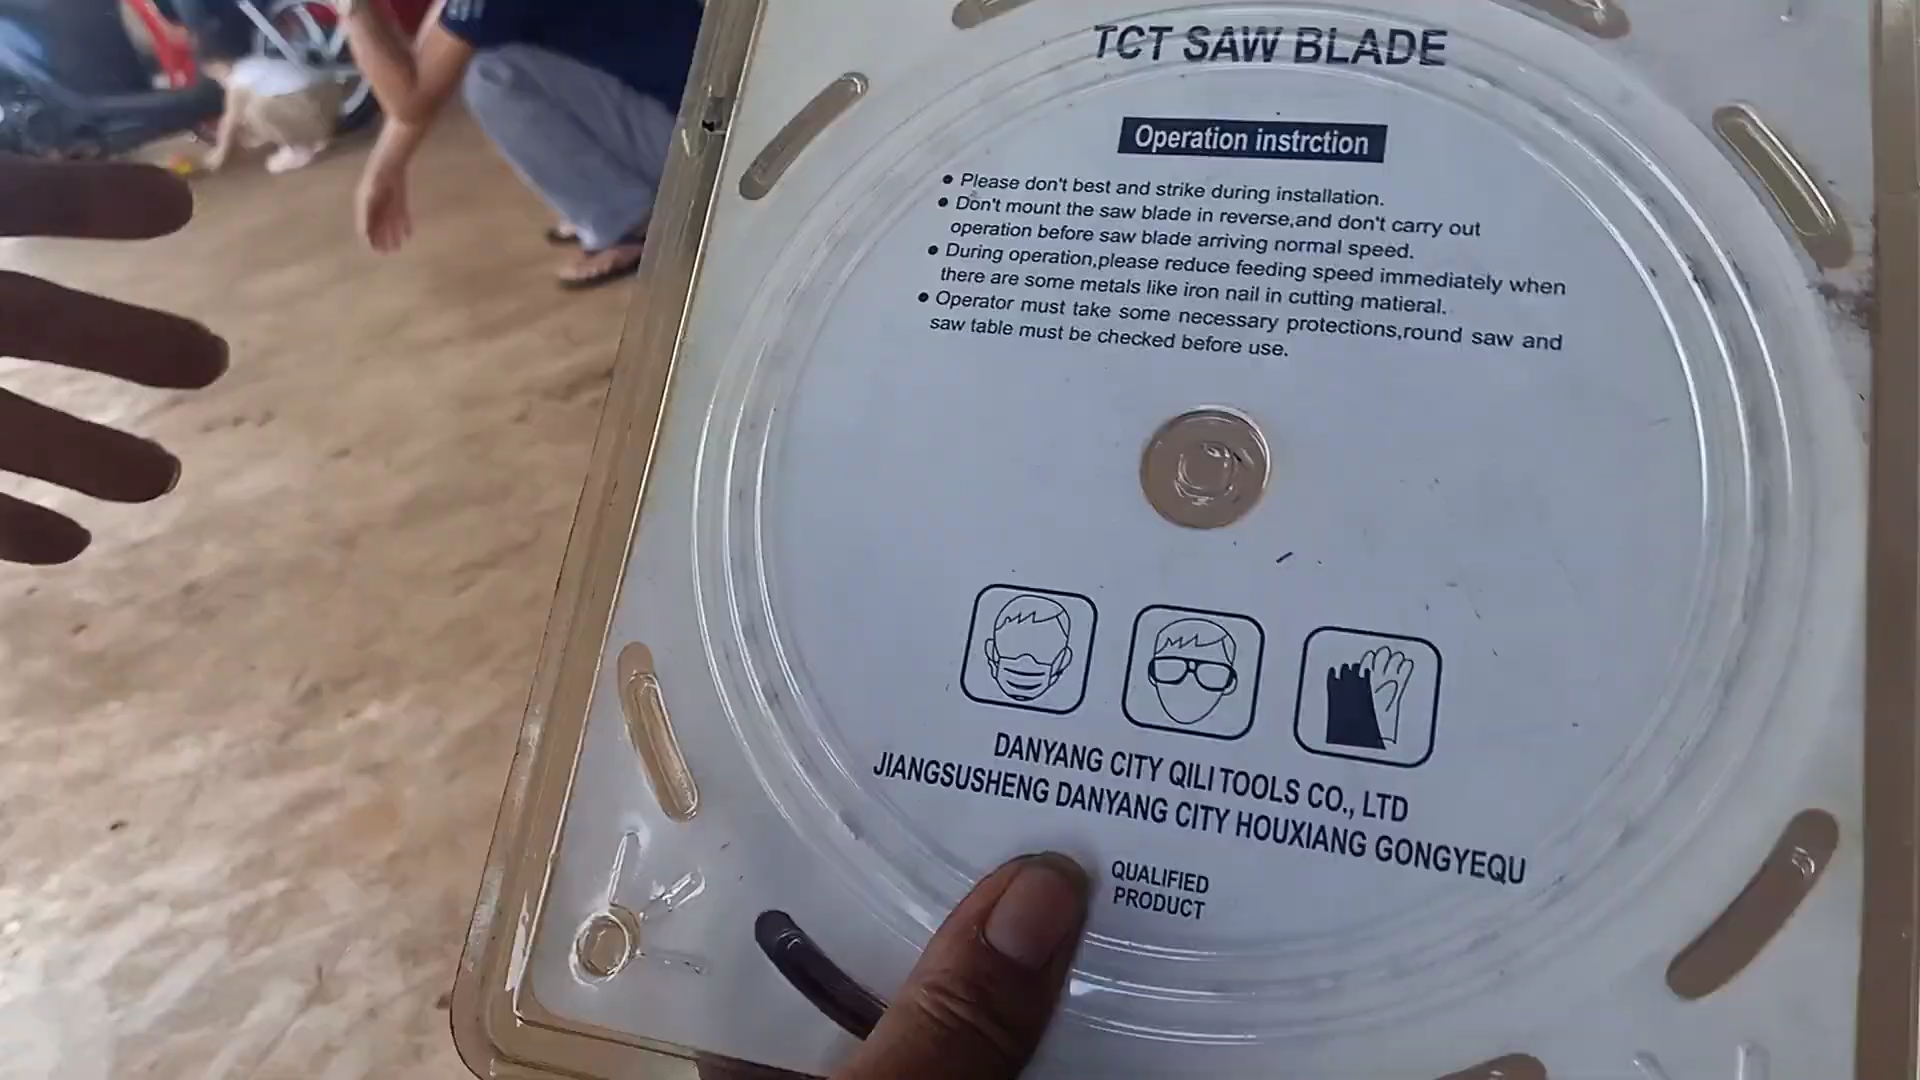 TCT SAW BLADE
Operation instrction
● Please don't best and strike during installation.
● Don't mount the saw blade in reverse,and don't carry out
operation before saw blade arriving normal speed.
● During operation,please reduce feeding speed immediately when
there are some metals like iron nail in cutting matieral.
● Operator must take some necessary protections,round saw and
saw table must be checked before use.
DANYANG CITY QILI TOOLS CO., LTD
JIANGSUSHENG DANYANG CITY HOUXIANG GONGYEQU
QUALIFIED
PRODUCT